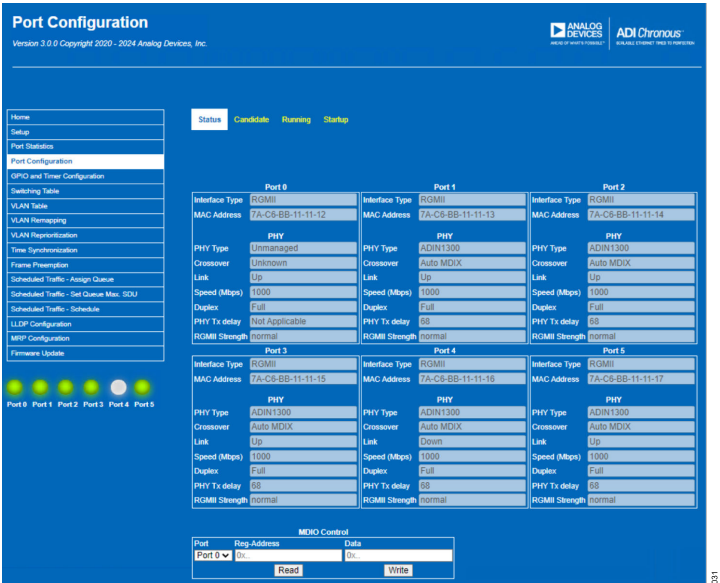 Port Configuration
Version 3.0.0 Copyright 2020 - 2024 Analog Devices, Inc.
ANALOG DEVICES
AHEAD OF WHAT'S POSSIBLE™
ADI Chronous™
SCALABLE ETHERNET TIMED TO PERFECTION
Home
Setup
Port Statistics
Port Configuration
GPIO and Timer Configuration
Switching Table
VLAN Table
VLAN Remapping
VLAN Reprioritization
Time Synchronization
Frame Preemption
Scheduled Traffic - Assign Queue
Scheduled Traffic - Set Queue Max. SDU
Scheduled Traffic - Schedule
LLDP Configuration
MRP Configuration
Firmware Update
Port 0 Port 1 Port 2 Port 3 Port 4 Port 5
Status Candidate Running Startup
Port 0
Interface Type RGMII
MAC Address 7A-C6-BB-11-11-12
PHY
PHY Type Unmanaged
Crossover Unknown
Link Up
Speed (Mbps) 1000
Duplex Full
PHY Tx delay Not Applicable
RGMII Strength normal
Port 1
Interface Type RGMII
MAC Address 7A-C6-BB-11-11-13
PHY
PHY Type ADIN1300
Crossover Auto MDIX
Link Up
Speed (Mbps) 1000
Duplex Full
PHY Tx delay 68
RGMII Strength normal
Port 2
Interface Type RGMII
MAC Address 7A-C6-BB-11-11-14
PHY
PHY Type ADIN1300
Crossover Auto MDIX
Link Up
Speed (Mbps) 1000
Duplex Full
PHY Tx delay 68
RGMII Strength normal
Port 3
Interface Type RGMII
MAC Address 7A-C6-BB-11-11-15
PHY
PHY Type ADIN1300
Crossover Auto MDIX
Link Up
Speed (Mbps) 1000
Duplex Full
PHY Tx delay 68
RGMII Strength normal
Port 4
Interface Type RGMII
MAC Address 7A-C6-BB-11-11-16
PHY
PHY Type ADIN1300
Crossover Auto MDIX
Link Down
Speed (Mbps) 1000
Duplex Full
PHY Tx delay 68
RGMII Strength normal
Port 5
Interface Type RGMII
MAC Address 7A-C6-BB-11-11-17
PHY
PHY Type ADIN1300
Crossover Auto MDIX
Link Up
Speed (Mbps) 1000
Duplex Full
PHY Tx delay 68
RGMII Strength normal
MDIO Control
Port Reg-Address Data
Port 0 0x.. 0x..
Read Write
031